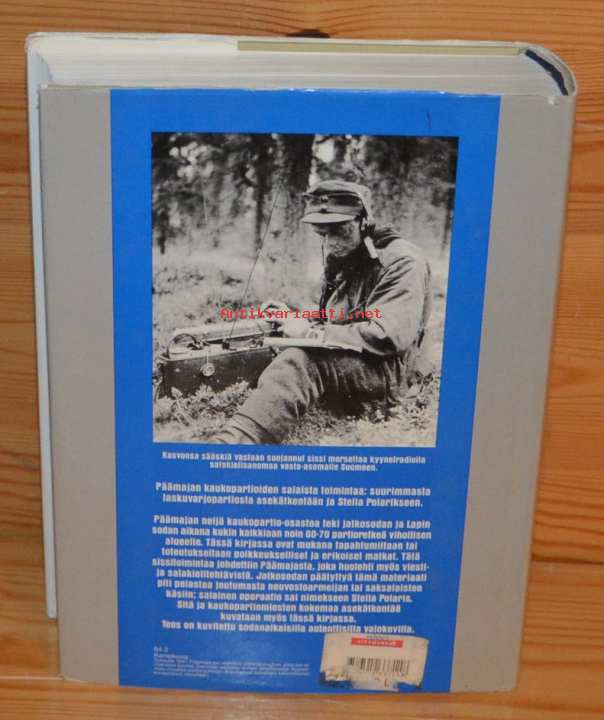 Antikvariaatti.net
Kasvonsa sääskiä vastaan suojannut sissi morsettaa kyynelradiolla
salakielisanomaa vasta-asemalle Suomeen.
Päämajan kaukopartioiden salaista toimintaa: suurimmasta
laskuvarjopartiosta asekätkentään ja Stella Polarikseen.
Päämajan neljä kaukopartio-osastoa teki jatkosodan ja Lapin
sodan aikana kukin kaikkiaan noin 60-70 partioretkeä vihollisen
alueelle. Tässä kirjassa ovat mukana tapahtumiltaan tai
toteutukseltaan poikkeukselliset ja erikoiset matkat. Tätä
sissitoimintaa johdettiin Päämajasta, joka huolehti myös viesti-
ja salakielitehtävistä. Jatkosodan päätyttyä tämä materiaali
piti pelastaa joutumasta neuvostoarmeijan tai saksalaisten
käsiin; salainen operaatio sai nimekseen Stella Polaris.
Sitä ja kaukopartiomiesten kokemaa asekätkentää
kuvataan myös tässä kirjassa.
Teos on kuvitettu sodanaikaisilla autenttisilla valokuvilla.
84.2